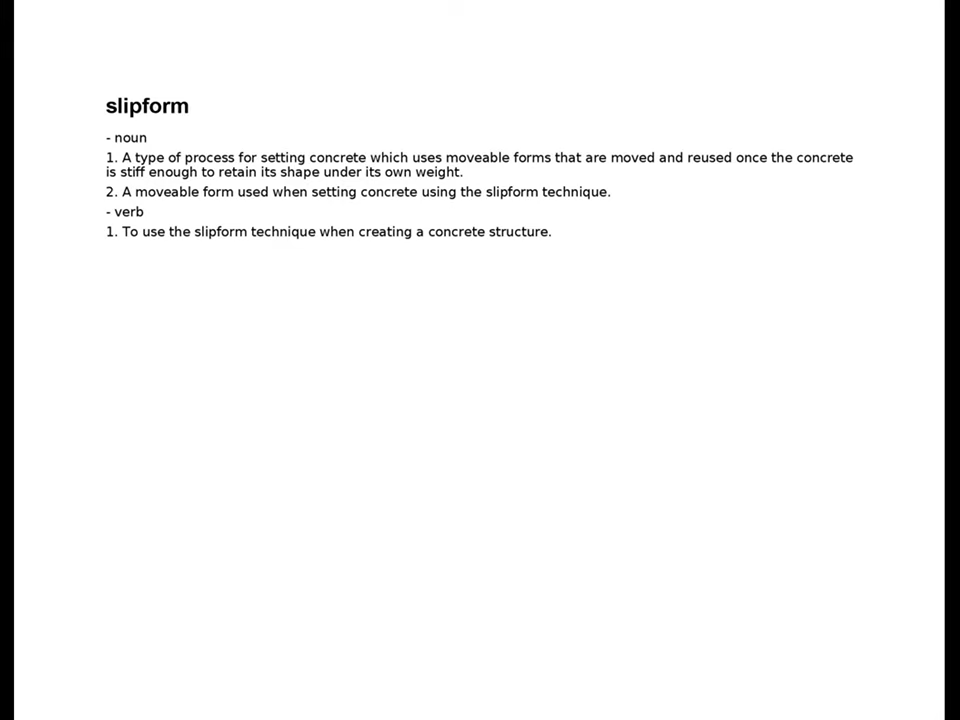 slipform
- noun
1. A type of process for setting concrete which uses moveable forms that are moved and reused once the concrete
is stiff enough to retain its shape under its own weight.
2. A moveable form used when setting concrete using the slipform technique.
- verb
1. To use the slipform technique when creating a concrete structure.